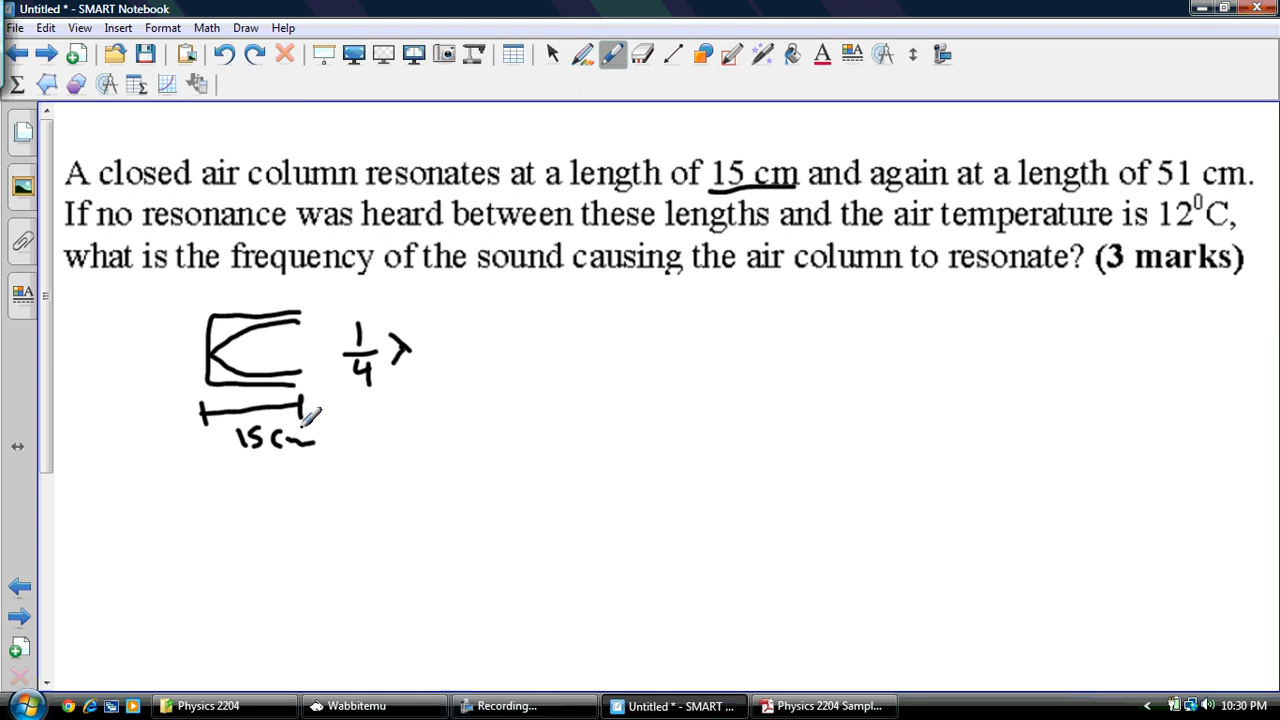 Untitled * - SMART Notebook
File Edit View Insert Format Math Draw Help
A closed air column resonates at a length of 15 cm and again at a length of 51 cm.
If no resonance was heard between these lengths and the air temperature is 12⁰C,
what is the frequency of the sound causing the air column to resonate? (3 marks)
1/4 λ
15 cm
Physics 2204 Wabbitemu Recording... Untitled * - SMART ... Physics 2204 Sampl... 10:30 PM